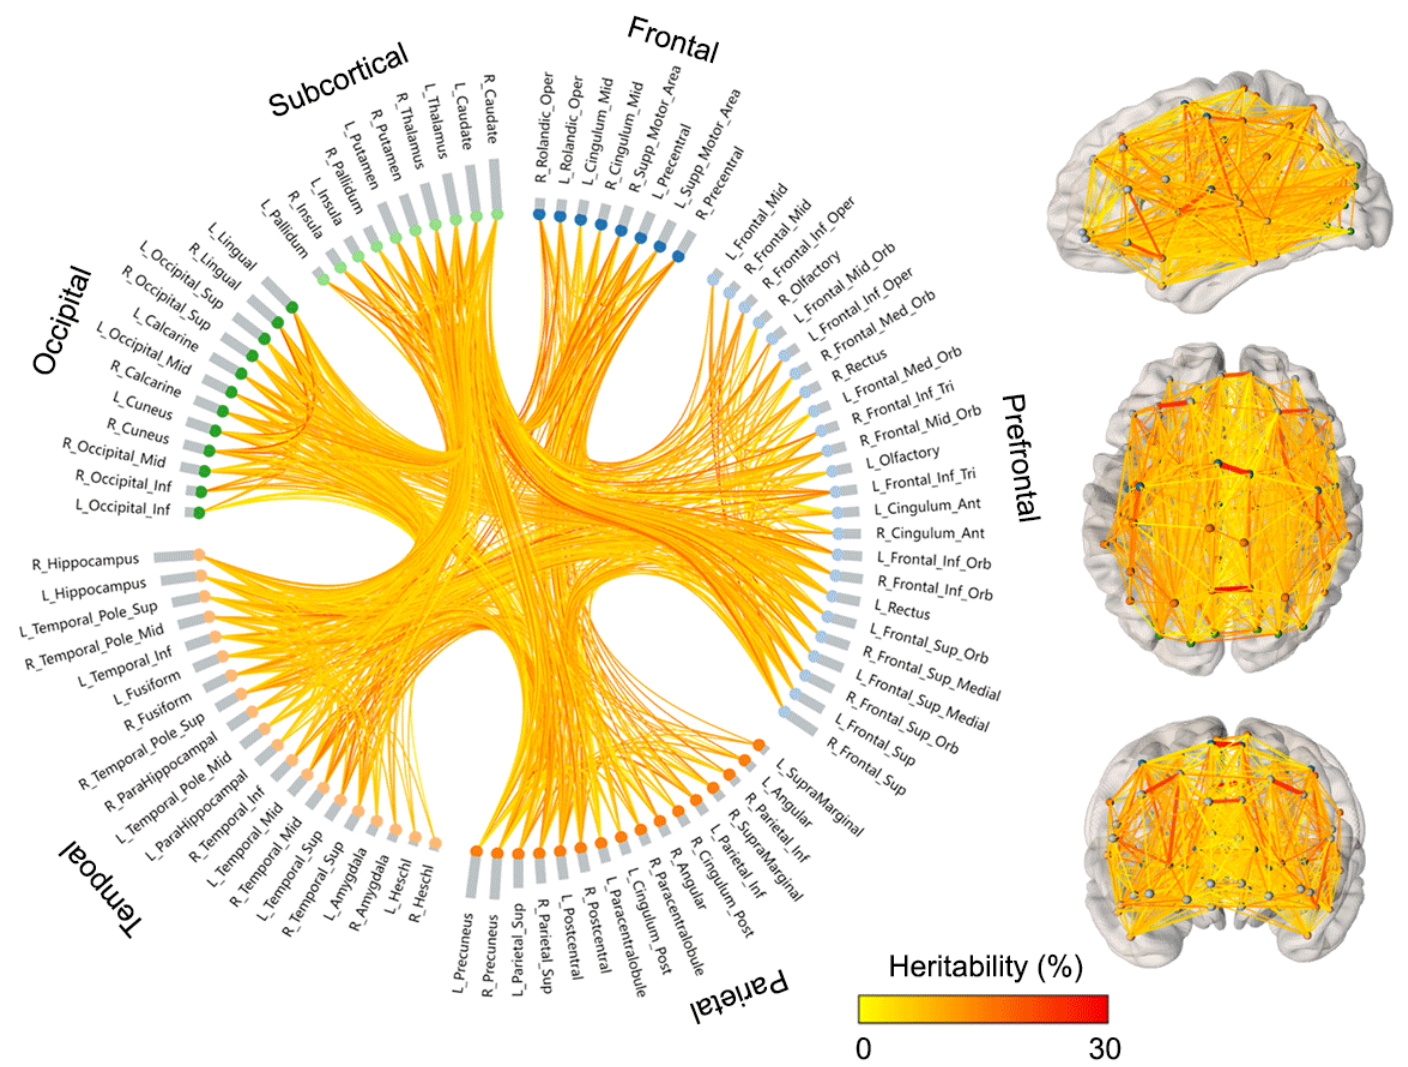 Frontal
R_Rolandic_Oper
L_Rolandic_Oper
L_Cingulum_Mid
R_Cingulum_Mid
R_Supp_Motor_Area
L_Precentral
L_Supp_Motor_Area
R_Precentral
Prefrontal
L_Frontal_Mid
R_Frontal_Mid
R_Frontal_Inf_Oper
R_Olfactory
L_Frontal_Mid_Orb
L_Frontal_Inf_Oper
R_Frontal_Med_Orb
R_Rectus
L_Frontal_Med_Orb
R_Frontal_Inf_Tri
R_Frontal_Mid_Orb
L_Olfactory
L_Frontal_Inf_Tri
L_Cingulum_Ant
R_Cingulum_Ant
L_Frontal_Inf_Orb
R_Frontal_Inf_Orb
L_Rectus
L_Frontal_Sup_Orb
R_Frontal_Sup_Medial
L_Frontal_Sup_Medial
R_Frontal_Sup_Orb
L_Frontal_Sup
R_Frontal_Sup
Parietal
L_SupraMarginal
L_Angular
R_Parietal_Inf
R_SupraMarginal
L_Parietal_Inf
R_Cingulum_Post
R_Angular
R_Paracentralobule
L_Cingulum_Post
L_Paracentralobule
R_Postcentral
L_Postcentral
R_Parietal_Sup
L_Parietal_Sup
R_Precuneus
L_Precuneus
Tempoal
R_Heschl
L_Heschl
R_Amygdala
L_Amygdala
R_Temporal_Sup
L_Temporal_Sup
R_Temporal_Mid
L_Temporal_Mid
R_Temporal_Inf
L_ParaHippocampal
L_Temporal_Pole_Mid
R_ParaHippocampal
R_Temporal_Pole_Sup
R_Fusiform
L_Fusiform
L_Temporal_Inf
R_Temporal_Pole_Mid
L_Temporal_Pole_Sup
L_Hippocampus
R_Hippocampus
Occipital
L_Occipital_Inf
R_Occipital_Inf
R_Occipital_Mid
R_Cuneus
L_Cuneus
R_Calcarine
L_Occipital_Mid
L_Calcarine
R_Occipital_Sup
L_Occipital_Sup
R_Lingual
L_Lingual
Subcortical
L_Pallidum
R_Insula
L_Insula
R_Pallidum
L_Putamen
R_Putamen
R_Thalamus
L_Thalamus
L_Caudate
R_Caudate
Heritability (%)
0
30